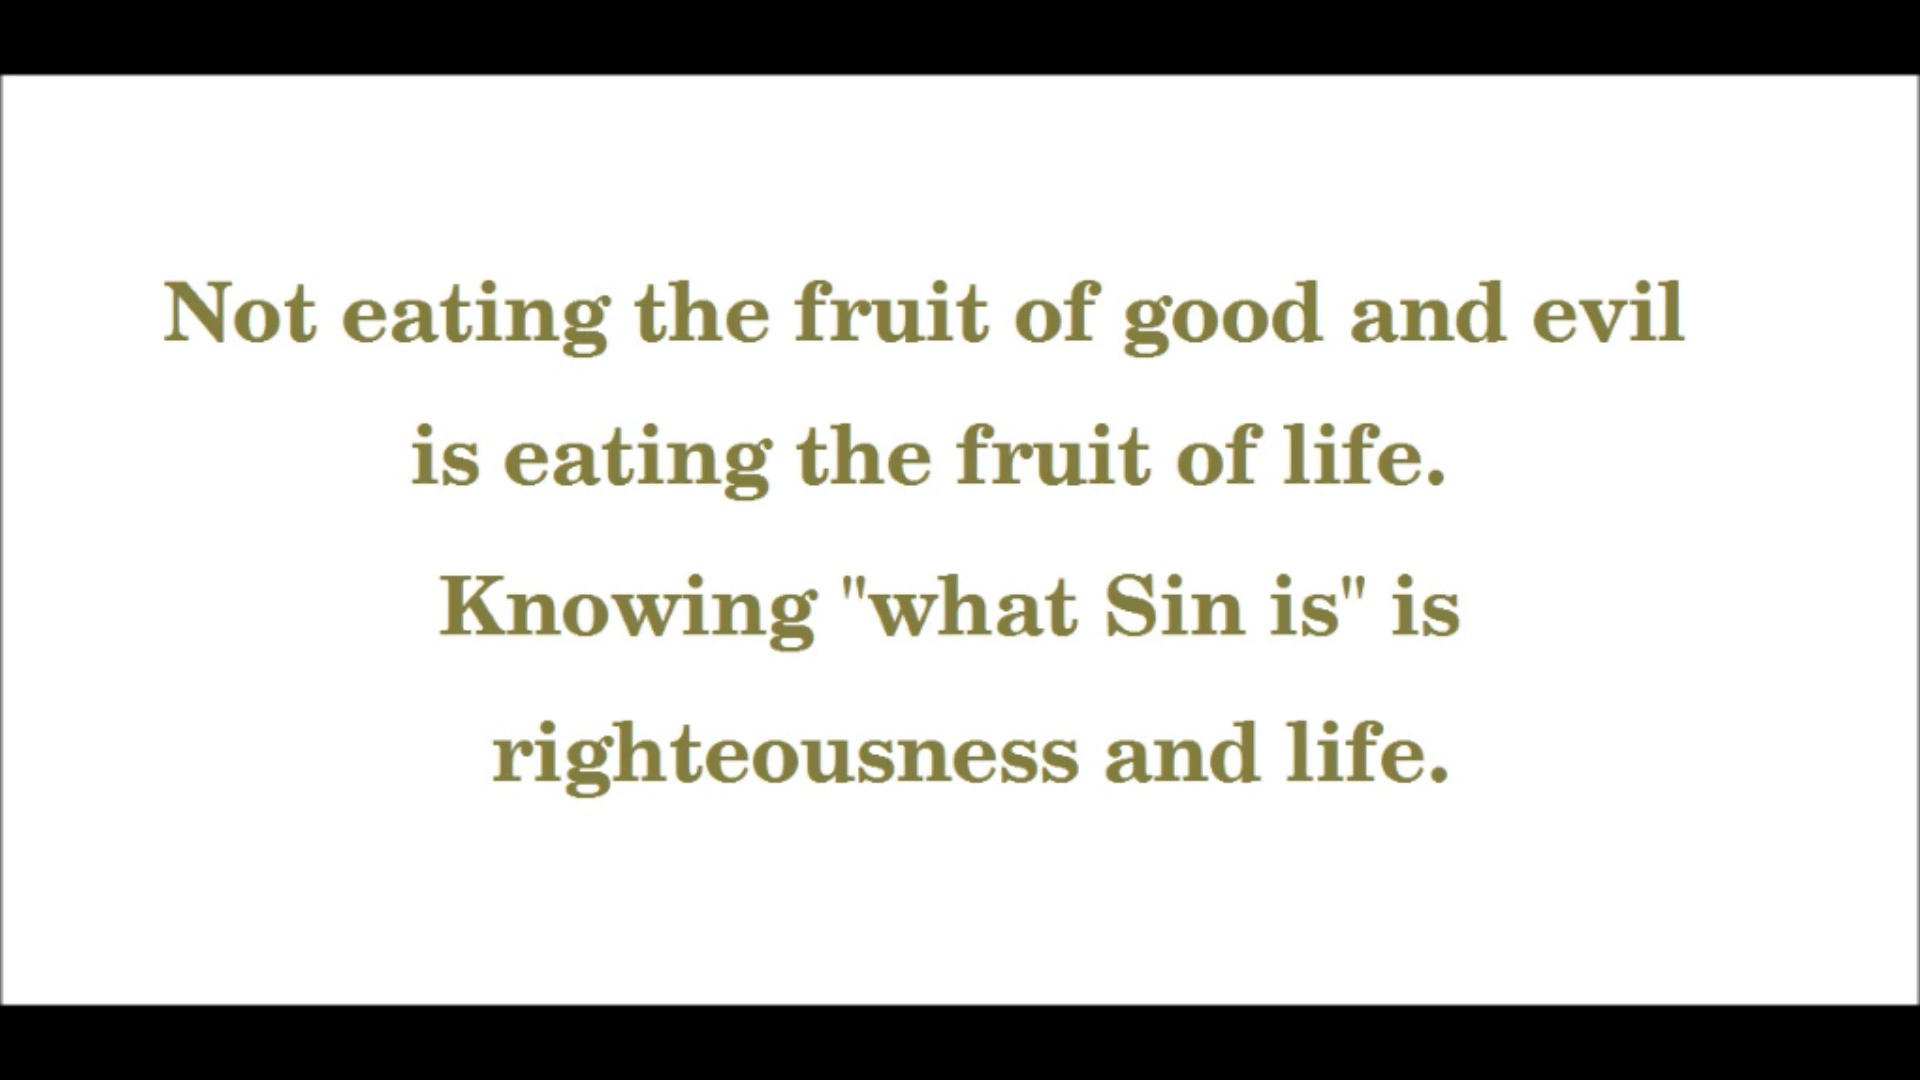 Not eating the fruit of good and evil
is eating the fruit of life.
Knowing "what Sin is" is
righteousness and life.